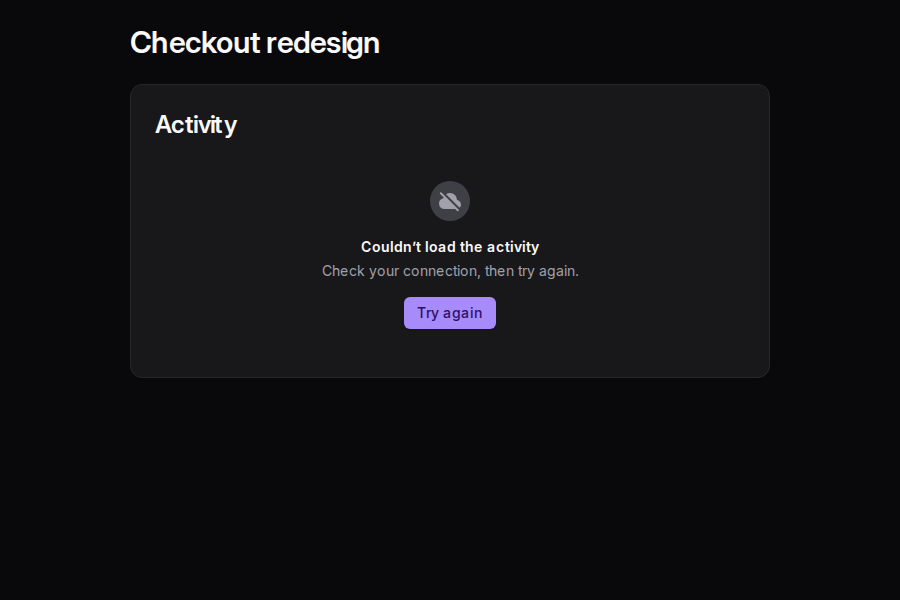 Checkout redesign
Activity
Couldn’t load the activity
Check your connection, then try again.
Try again